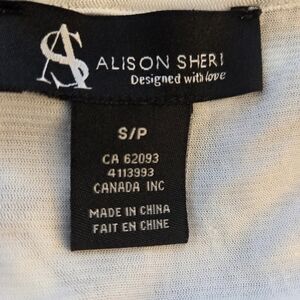 AS
ALISON SHERI
Designed with love
S/P
CA 62093
4113993
CANADA INC
MADE IN CHINA
FAIT EN CHINE